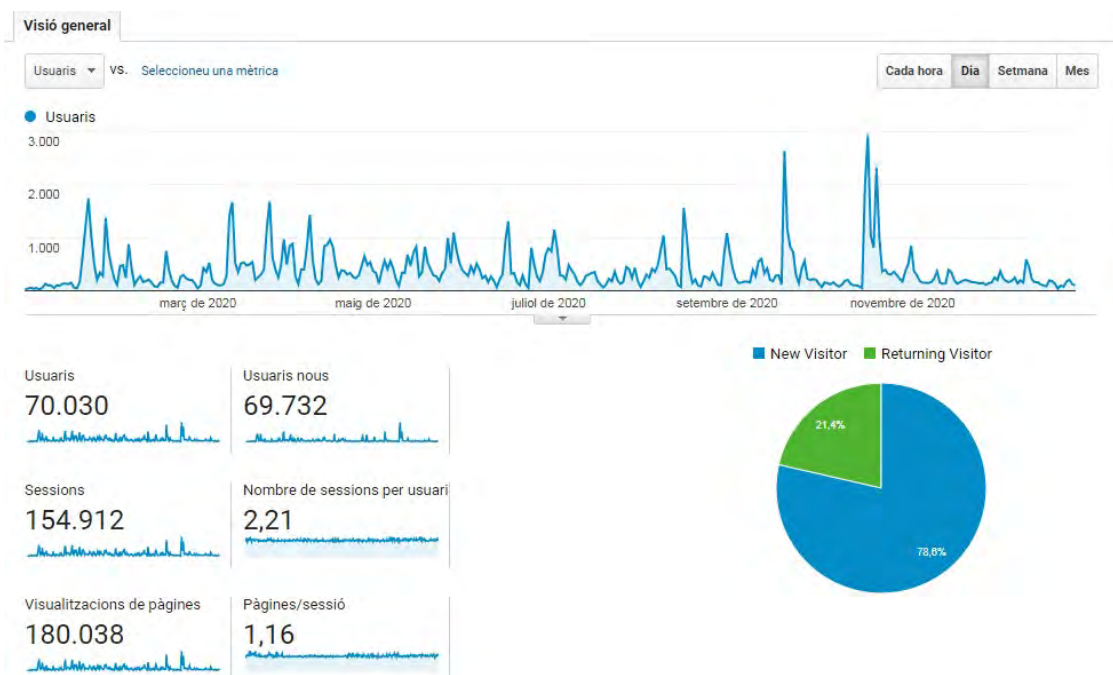 Visió general
Usuaris VS. Seleccioneu una mètrica
Cada hora Dia Setmana Mes
Usuaris
3.000
2.000
1.000
març de 2020 maig de 2020 juliol de 2020 setembre de 2020 novembre de 2020
New Visitor Returning Visitor
Usuaris Usuaris nous
70.030 69.732
21,4%
Sessions Nombre de sessions per usuari
154.912 2,21
78,6%
Visualitzacions de pàgines Pàgines/sessió
180.038 1,16